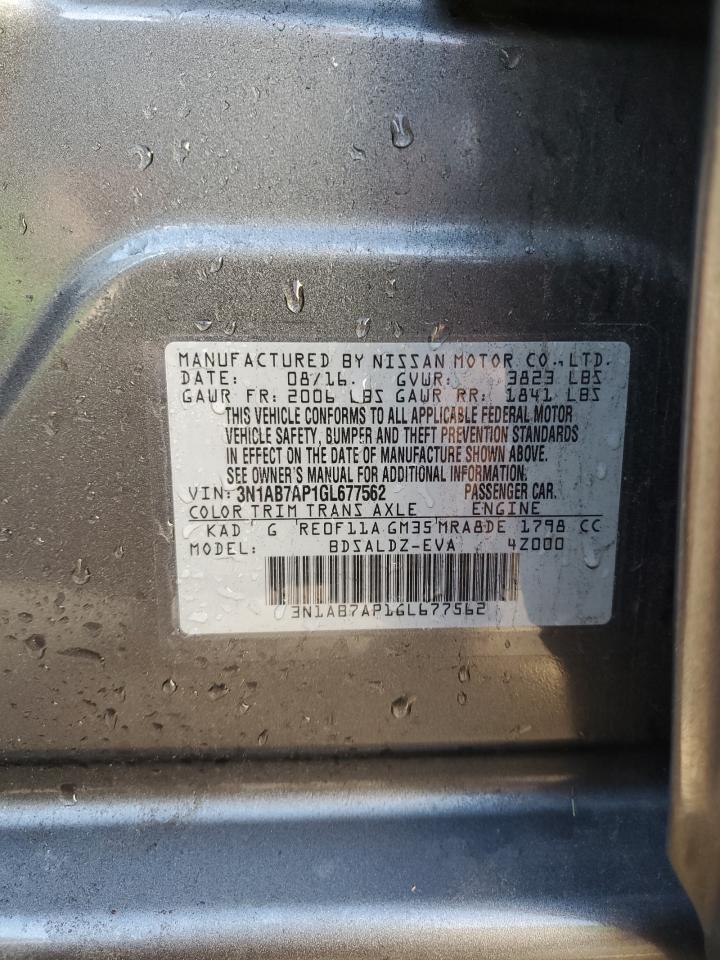 MANUFACTURED BY NISSAN MOTOR CO.,LTD.
DATE: 08/16. GVWR: 3823 LBS
GAWR FR: 2006 LBS GAWR RR: 1841 LBS
THIS VEHICLE CONFORMS TO ALL APPLICABLE FEDERAL MOTOR
VEHICLE SAFETY, BUMPER AND THEFT PREVENTION STANDARDS
IN EFFECT ON THE DATE OF MANUFACTURE SHOWN ABOVE.
SEE OWNER'S MANUAL FOR ADDITIONAL INFORMATION.
VIN: 3N1AB7AP1GL677562 PASSENGER CAR.
COLOR TRIM TRANS AXLE ENGINE
KAD G RE0F11A GM35 MRA8DE 1798 CC
MODEL: BDSALDZ-EVA 4Z000
3N1AB7AP1GL677562